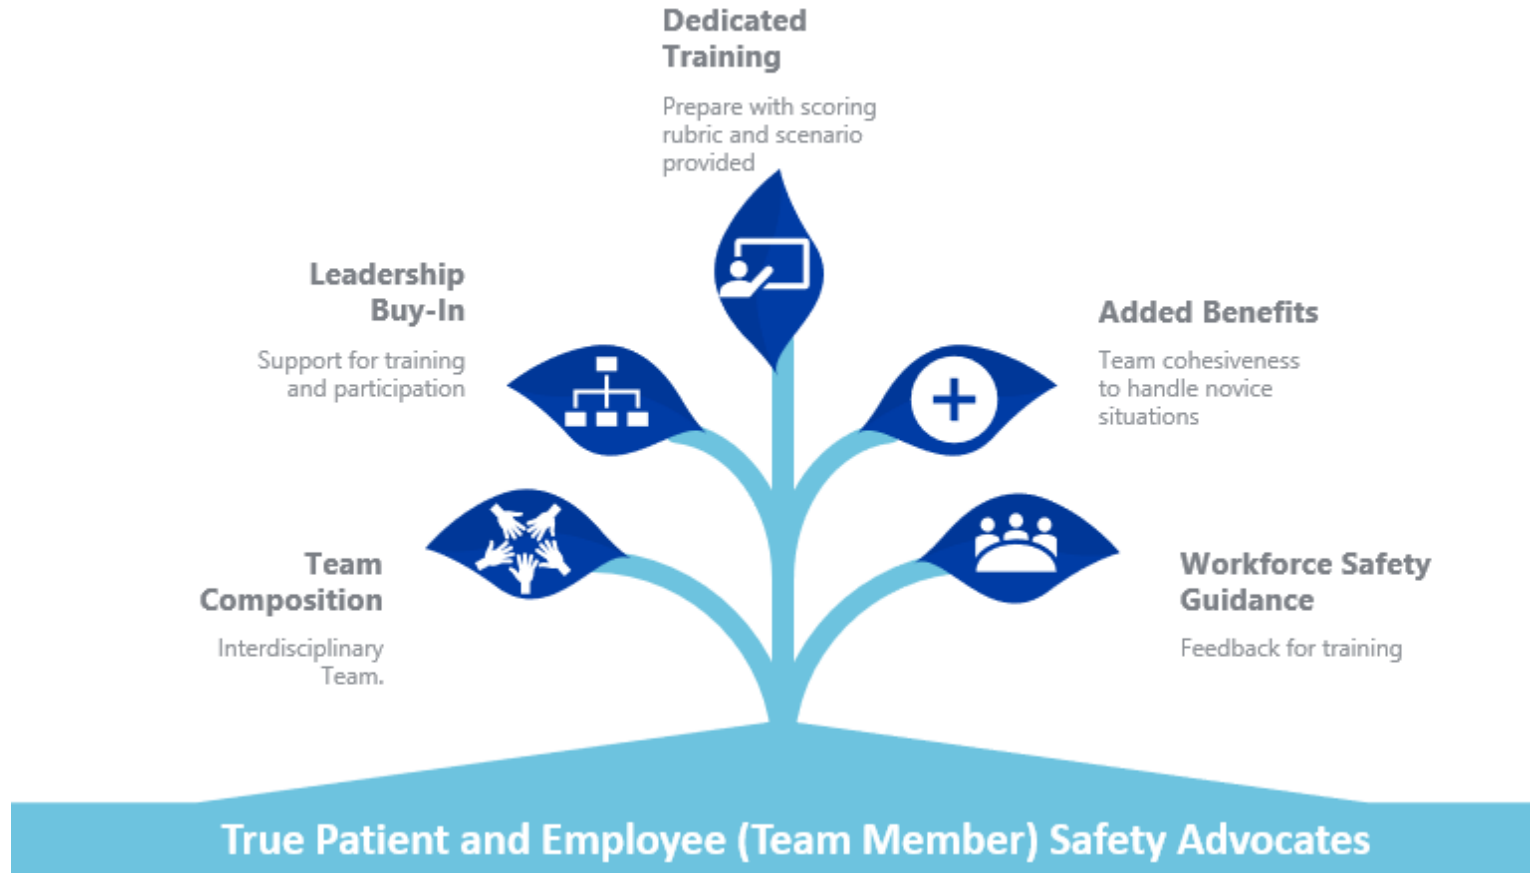 Dedicated
Training
Prepare with scoring
rubric and scenario
provided
Leadership
Buy-In
Support for training
and participation
Added Benefits
Team cohesiveness
to handle novice
situations
Team
Composition
Interdisciplinary
Team.
Workforce Safety
Guidance
Feedback for training
True Patient and Employee (Team Member) Safety Advocates